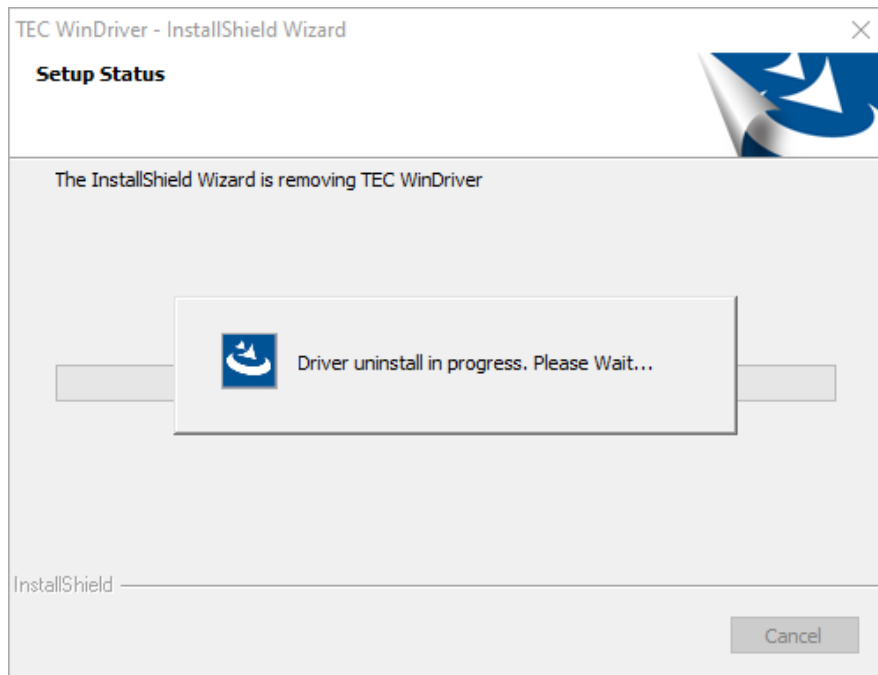 TEC WinDriver - InstallShield Wizard
Setup Status
The InstallShield Wizard is removing TEC WinDriver
Driver uninstall in progress. Please Wait...
InstallShield
Cancel